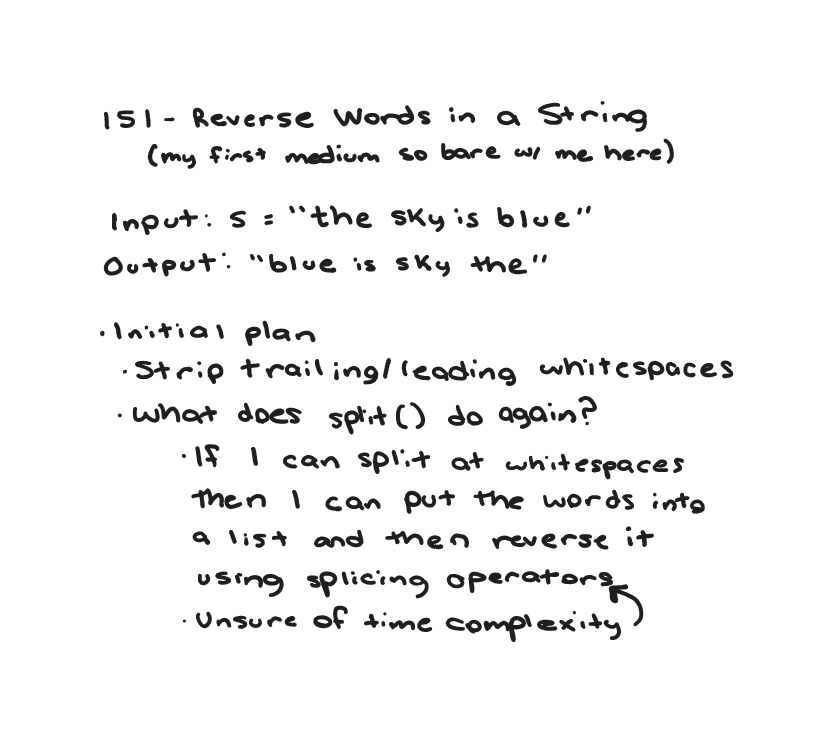 151 - Reverse Words in a String
(my first medium so bare w/ me here)
Input: s = "the sky is blue"
Output: "blue is sky the"
· Initial plan
· Strip trailing/leading whitespaces
· What does split() do again?
· If I can split at whitespaces
then I can put the words into
a list and then reverse it
using splicing operators
· Unsure of time complexity